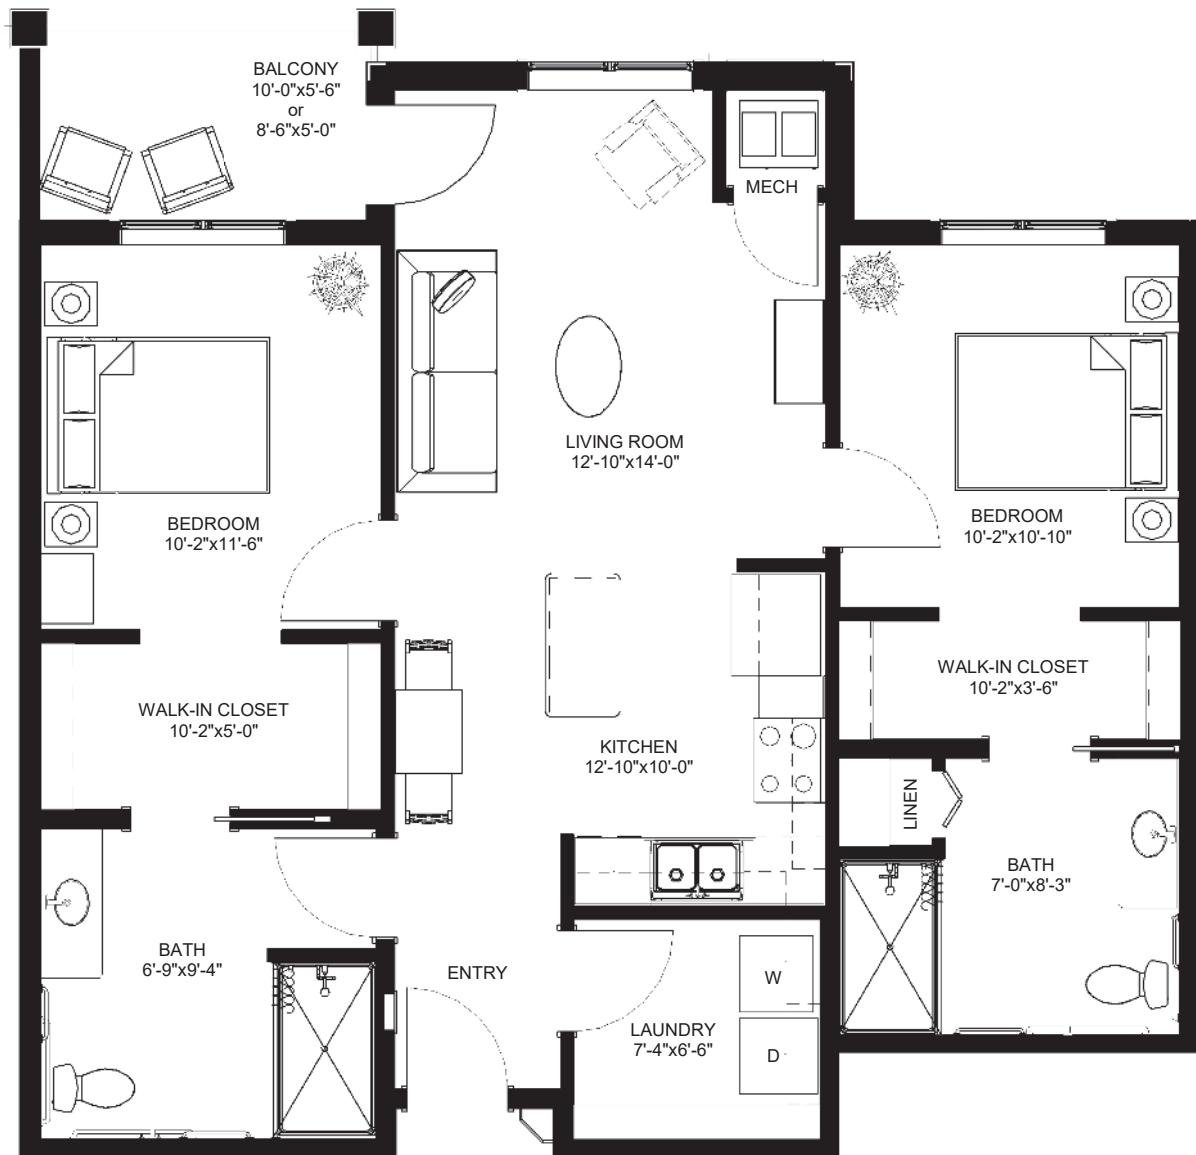 BALCONY
10'-0"x5'-6"
or
8'-6"x5'-0"
MECH
LIVING ROOM
12'-10"x14'-0"
BEDROOM
10'-2"x11'-6"
BEDROOM
10'-2"x10'-10"
WALK-IN CLOSET
10'-2"x5'-0"
WALK-IN CLOSET
10'-2"x3'-6"
KITCHEN
12'-10"x10'-0"
LINEN
BATH
7'-0"x8'-3"
BATH
6'-9"x9'-4"
ENTRY
W
LAUNDRY
7'-4"x6'-6"
D